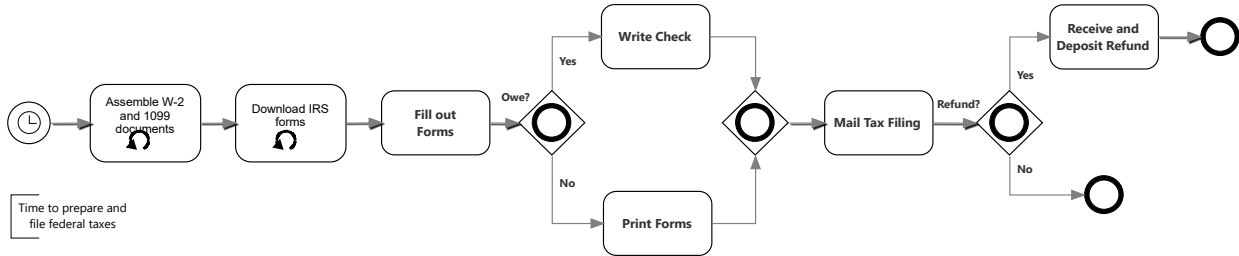 Assemble W-2
and 1099
documents
Download IRS
forms
Fill out
Forms
Owe?
Yes
No
Write Check
Print Forms
Mail Tax Filing
Refund?
Yes
No
Receive and
Deposit Refund
Time to prepare and
file federal taxes